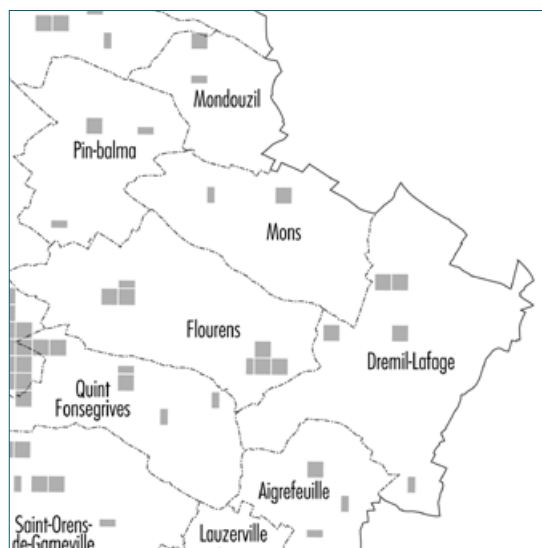 Mondouzil
Pin-balma
Mons
Flourens
Dremil-Lafage
Quint
Fonsegrives
Aigrefeuille
Saint-Orens-
de-Gameville
Lauzerville